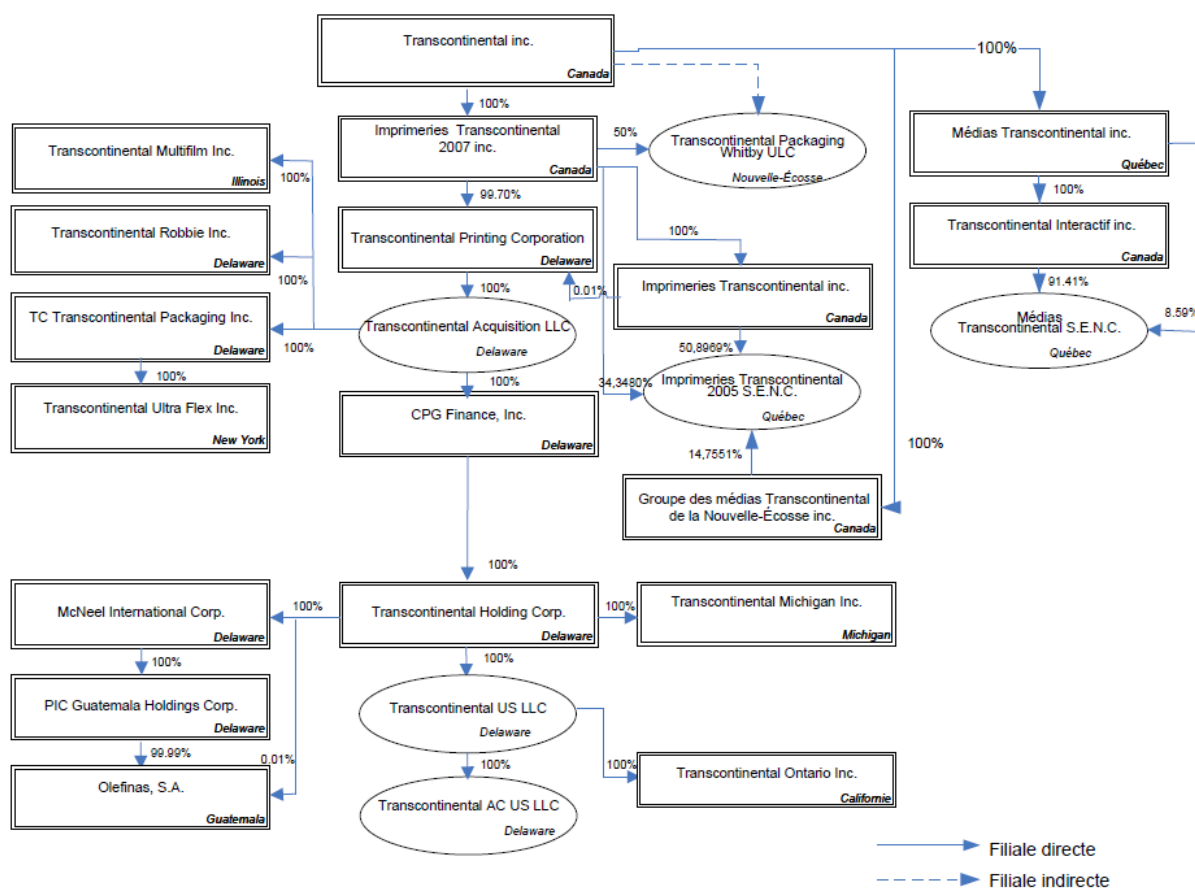 Transcontinental inc.
Canada
100%
100%
Imprimeries Transcontinental
2007 inc.
Canada
50%
Transcontinental Packaging
Whitby ULC
Nouvelle-Écosse
Médias Transcontinental inc.
Québec
Transcontinental Multifilm Inc.
Illinois
100%
99.70%
100%
100%
Transcontinental Robbie Inc.
Delaware
100%
Transcontinental Printing Corporation
Delaware
0.01%
Imprimeries Transcontinental inc.
Canada
Transcontinental Interactif inc.
Canada
91.41%
8.59%
Médias
Transcontinental S.E.N.C.
Québec
TC Transcontinental Packaging Inc.
Delaware
100%
100%
Transcontinental Acquisition LLC
Delaware
100%
100%
50,8969%
34,3480%
Imprimeries Transcontinental
2005 S.E.N.C.
Québec
Transcontinental Ultra Flex Inc.
New York
CPG Finance, Inc.
Delaware
14,7551%
100%
Groupe des médias Transcontinental
de la Nouvelle-Écosse inc.
Canada
100%
McNeel International Corp.
Delaware
100%
Transcontinental Holding Corp.
Delaware
100%
Transcontinental Michigan Inc.
Michigan
100%
100%
PIC Guatemala Holdings Corp.
Delaware
Transcontinental US LLC
Delaware
99.99%
0.01%
100%
100%
Olefinas, S.A.
Guatemala
Transcontinental AC US LLC
Delaware
Transcontinental Ontario Inc.
Californie
Filiale directe
Filiale indirecte